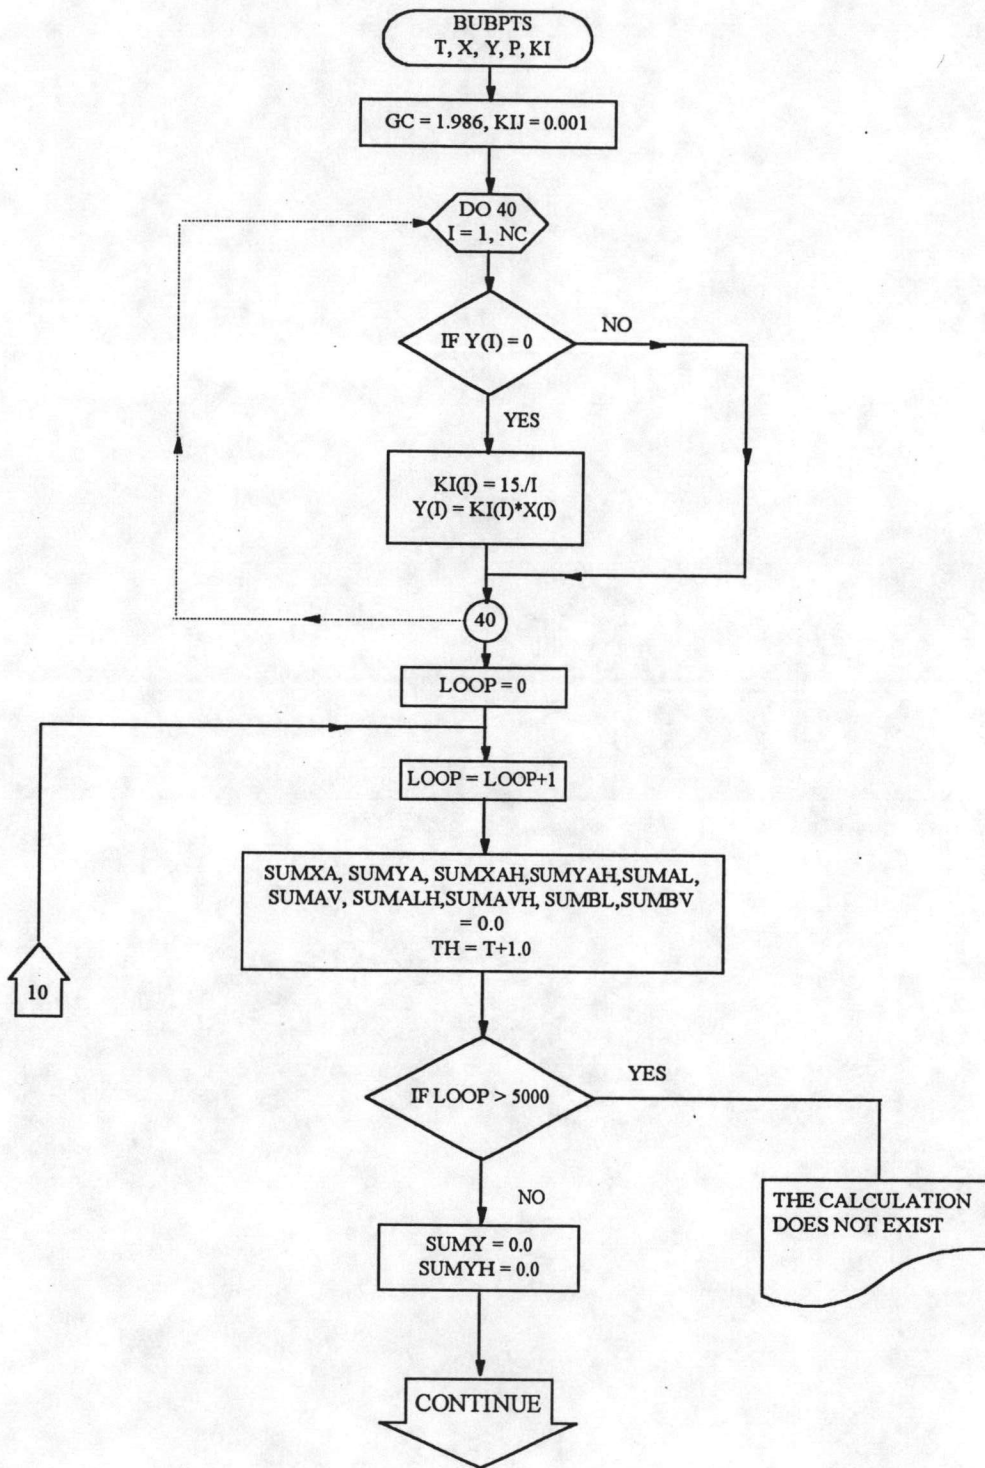 BUBPTS
T, X, Y, P, KI
GC = 1.986, KIJ = 0.001
DO 40
I = 1, NC
IF Y(I) = 0
NO
YES
KI(I) = 15./I
Y(I) = KI(I)*X(I)
40
LOOP = 0
LOOP = LOOP+1
SUMXA, SUMYA, SUMXAH,SUMYAH,SUMAL,
SUMAV, SUMALH,SUMAVH, SUMBL,SUMBV
= 0.0
TH = T+1.0
10
IF LOOP > 5000
YES
NO
THE CALCULATION
DOES NOT EXIST
SUMY = 0.0
SUMYH = 0.0
CONTINUE